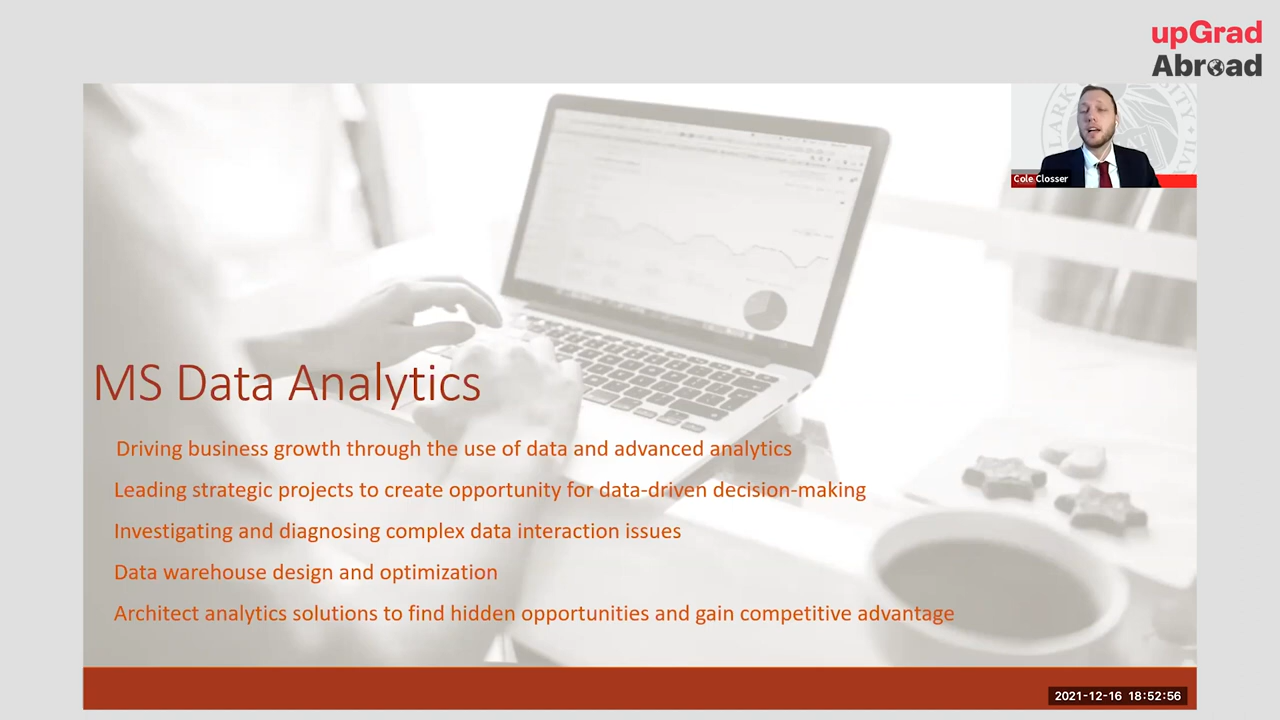 upGrad
Abroad
LARK
SITY
Cole Closser
MS Data Analytics
Driving business growth through the use of data and advanced analytics
Leading strategic projects to create opportunity for data-driven decision-making
Investigating and diagnosing complex data interaction issues
Data warehouse design and optimization
Architect analytics solutions to find hidden opportunities and gain competitive advantage
2021-12-16 18:52:56